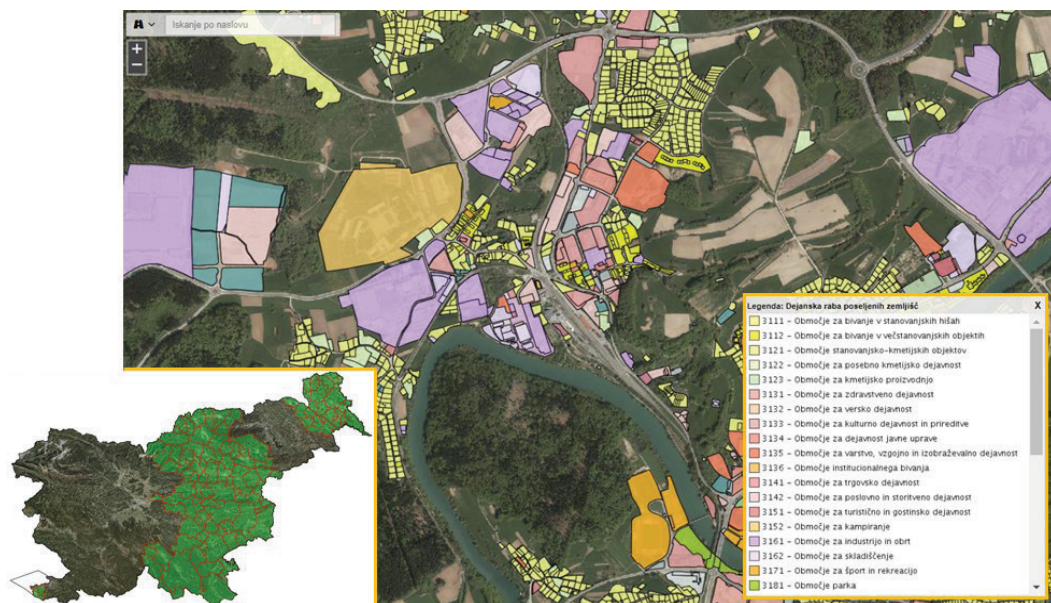 Iskanje po naslovu
+
−
Legenda: Dejanska raba poseljenih zemljišč X
3111 – Območje za bivanje v stanovanjskih hišah
3112 – Območje za bivanje v večstanovanjskih objektih
3121 – Območje stanovanjsko-kmetijskih objektov
3122 – Območje za posebno kmetijsko dejavnost
3123 – Območje za kmetijsko proizvodnjo
3131 – Območje za zdravstveno dejavnost
3132 – Območje za versko dejavnost
3133 – Območje za kulturno dejavnost in prireditve
3134 – Območje za dejavnost javne uprave
3135 – Območje za varstvo, vzgojno in izobraževalno dejavnost
3136 – Območje institucionalnega bivanja
3141 – Območje za trgovsko dejavnost
3142 – Območje za poslovno in storitveno dejavnost
3151 – Območje za turistično in gostinsko dejavnost
3152 – Območje za kampiranje
3161 – Območje za industrijo in obrt
3162 – Območje za skladiščenje
3171 – Območje za šport in rekreacijo
3181 – Območje parka